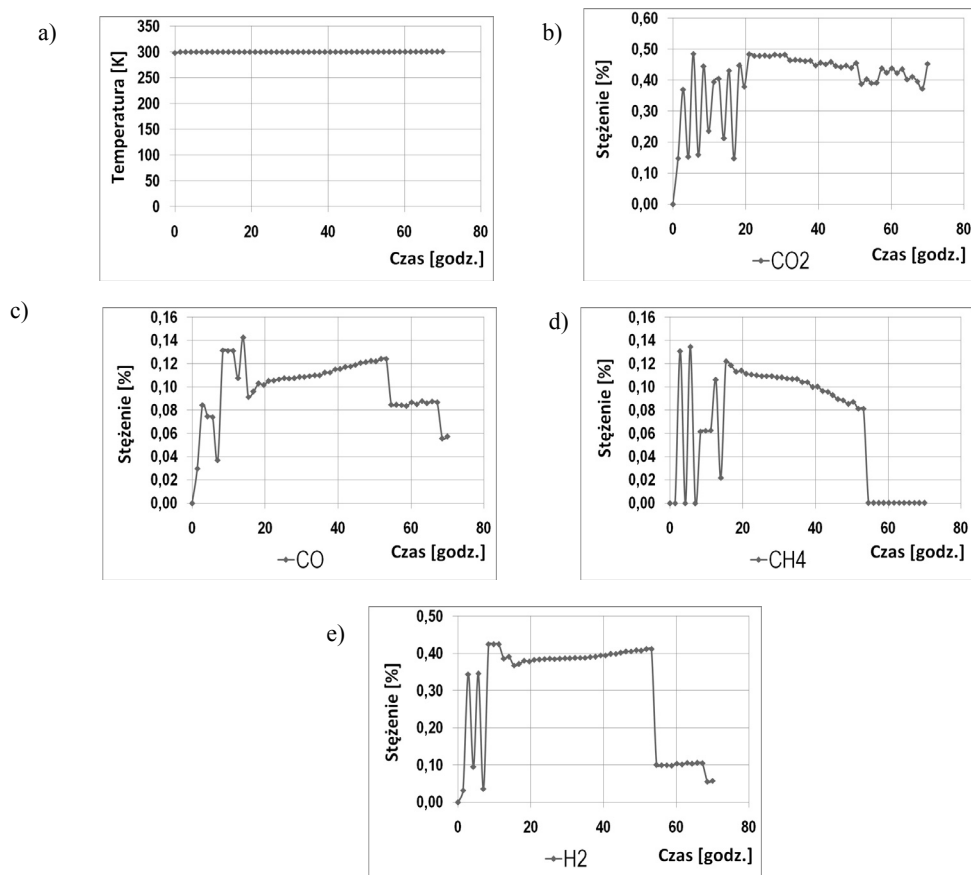 a)
Temperatura [K]
350
300
250
200
150
100
50
0
0 20 40 60 80
Czas [godz.]
b)
Stężenie [%]
0,60
0,50
0,40
0,30
0,20
0,10
0,00
0 20 40 60 80
Czas [godz.]
CO2
c)
Stężenie [%]
0,16
0,14
0,12
0,10
0,08
0,06
0,04
0,02
0,00
0 20 40 60 80
Czas [godz.]
CO
d)
Stężenie [%]
0,16
0,14
0,12
0,10
0,08
0,06
0,04
0,02
0,00
0 20 40 60 80
Czas [godz.]
CH4
e)
Stężenie [%]
0,50
0,40
0,30
0,20
0,10
0,00
0 20 40 60 80
Czas [godz.]
H2